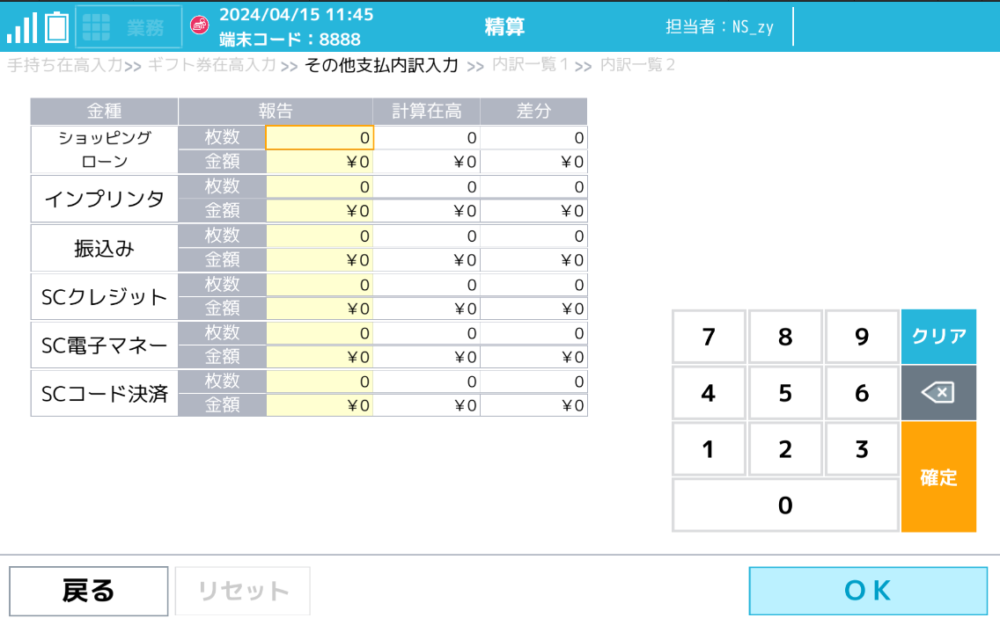 業務
2024/04/15 11:45
端末コード：8888
精算
担当者：NS_zy
手持ち在高入力>> ギフト券在高入力 >> その他支払内訳入力 >> 内訳一覧１ >> 内訳一覧２
金種 報告 計算在高 差分
ショッピング
ローン
枚数 0 0 0
金額 ¥0 ¥0 ¥0
インプリンタ
枚数 0 0 0
金額 ¥0 ¥0 ¥0
振込み
枚数 0 0 0
金額 ¥0 ¥0 ¥0
SCクレジット
枚数 0 0 0
金額 ¥0 ¥0 ¥0
SC電子マネー
枚数 0 0 0
金額 ¥0 ¥0 ¥0
SCコード決済
枚数 0 0 0
金額 ¥0 ¥0 ¥0
7 8 9 クリア
4 5 6
1 2 3
確定
0
戻る リセット ＯＫ